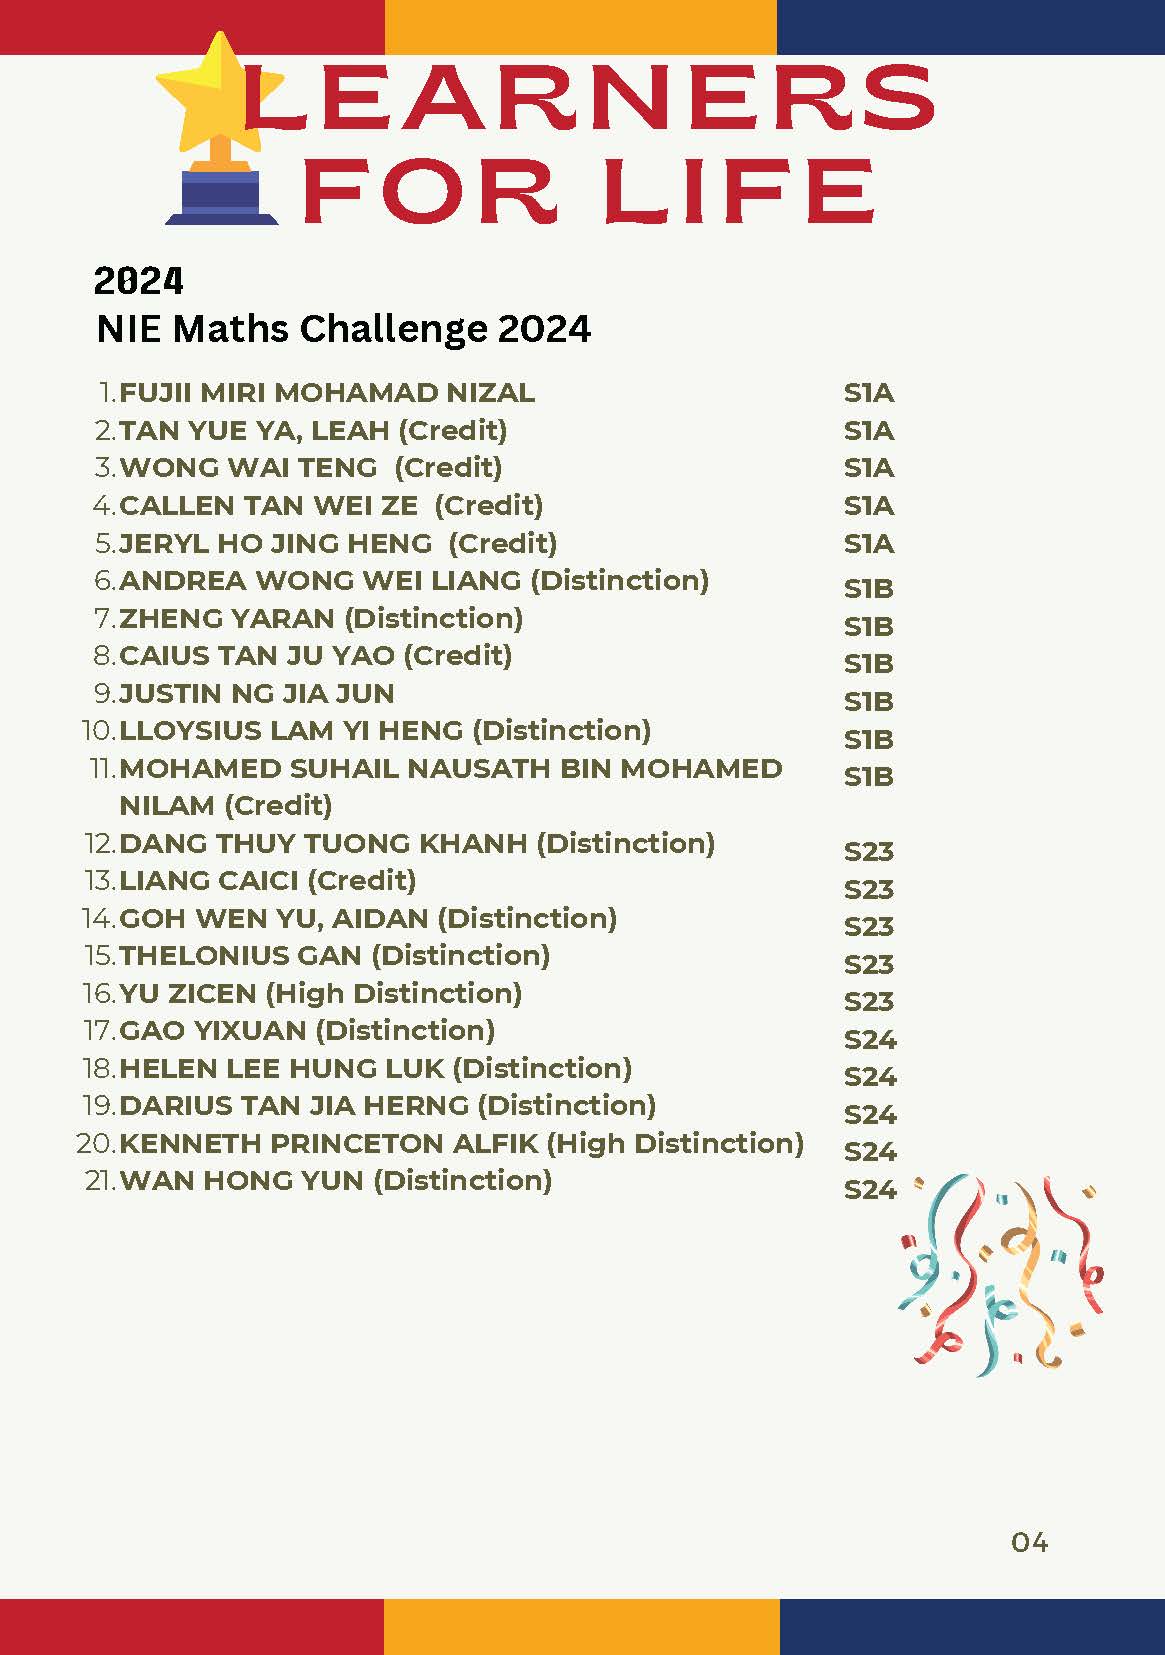 LEARNERS
FOR LIFE
2024
NIE Maths Challenge 2024
1. FUJII MIRI MOHAMAD NIZAL S1A
2. TAN YUE YA, LEAH (Credit) S1A
3. WONG WAI TENG (Credit) S1A
4. CALLEN TAN WEI ZE (Credit) S1A
5. JERYL HO JING HENG (Credit) S1A
6. ANDREA WONG WEI LIANG (Distinction) S1B
7. ZHENG YARAN (Distinction) S1B
8. CAIUS TAN JU YAO (Credit) S1B
9. JUSTIN NG JIA JUN S1B
10. LLOYSIUS LAM YI HENG (Distinction) S1B
11. MOHAMED SUHAIL NAUSATH BIN MOHAMED S1B
NILAM (Credit)
12. DANG THUY TUONG KHANH (Distinction) S23
13. LIANG CAICI (Credit) S23
14. GOH WEN YU, AIDAN (Distinction) S23
15. THELONIUS GAN (Distinction) S23
16. YU ZICEN (High Distinction) S23
17. GAO YIXUAN (Distinction) S24
18. HELEN LEE HUNG LUK (Distinction) S24
19. DARIUS TAN JIA HERNG (Distinction) S24
20. KENNETH PRINCETON ALFIK (High Distinction) S24
21. WAN HONG YUN (Distinction) S24
04